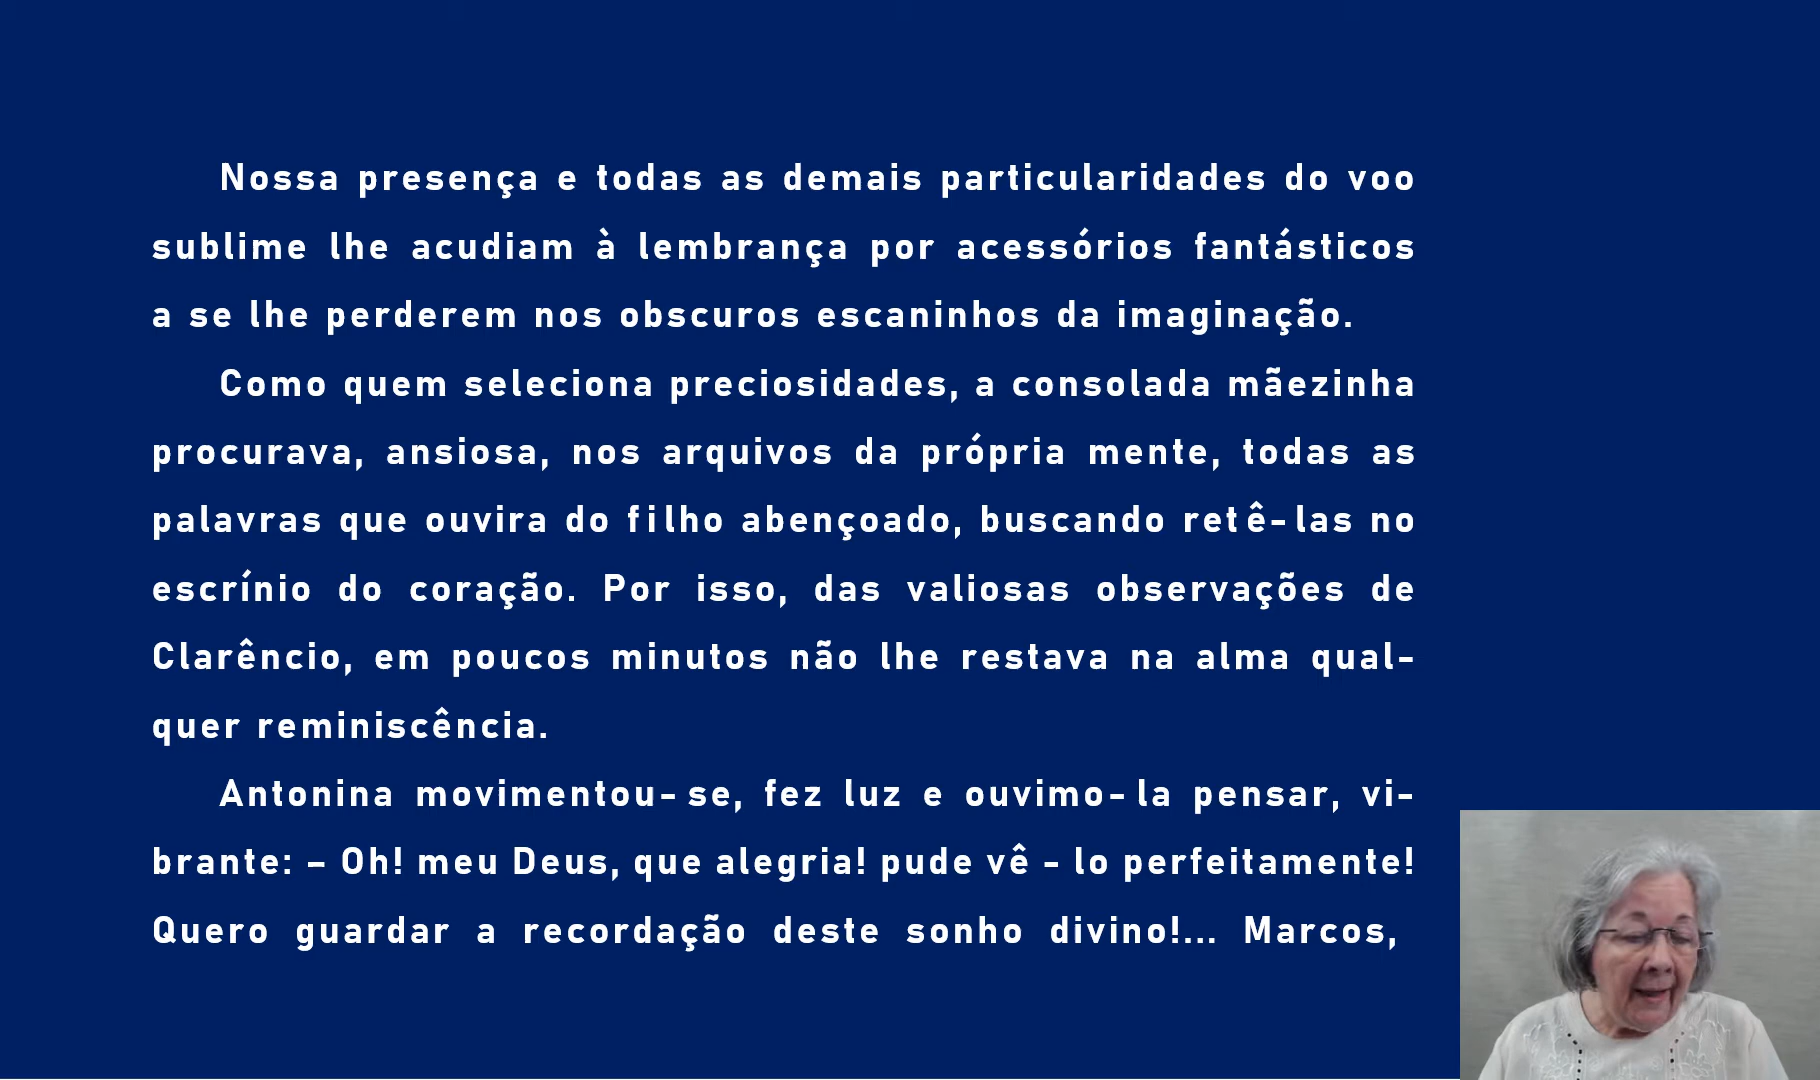 Nossa presença e todas as demais particularidades do voo
sublime lhe acudiam à lembrança por acessórios fantásticos
a se lhe perderem nos obscuros escaninhos da imaginação.
Como quem seleciona preciosidades, a consolada mãezinha
procurava, ansiosa, nos arquivos da própria mente, todas as
palavras que ouvira do filho abençoado, buscando retê-las no
escrínio do coração. Por isso, das valiosas observações de
Clarêncio, em poucos minutos não lhe restava na alma qual-
quer reminiscência.
Antonina movimentou-se, fez luz e ouvimo-la pensar, vi-
brante: – Oh! meu Deus, que alegria! pude vê - lo perfeitamente!
Quero guardar a recordação deste sonho divino!... Marcos,